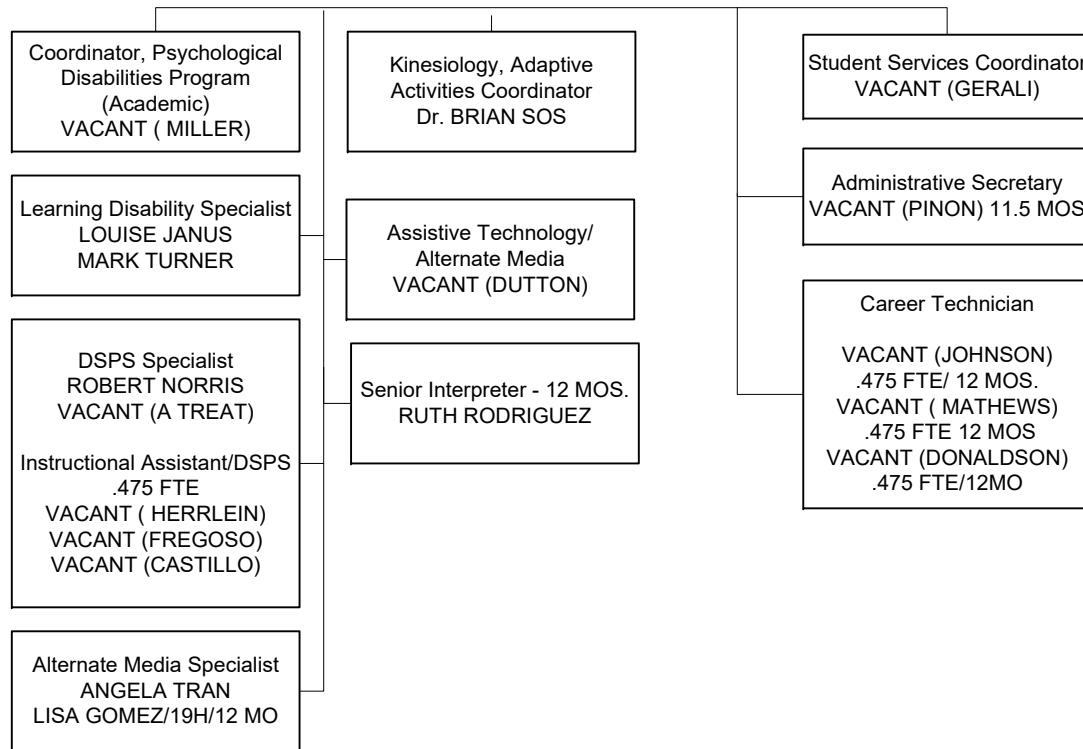 Coordinator, Psychological
Disabilities Program
(Academic)
VACANT ( MILLER)
Kinesiology, Adaptive
Activities Coordinator
Dr. BRIAN SOS
Student Services Coordinator
VACANT (GERALI)
Learning Disability Specialist
LOUISE JANUS
MARK TURNER
Assistive Technology/
Alternate Media
VACANT (DUTTON)
Administrative Secretary
VACANT (PINON) 11.5 MOS
DSPS Specialist
ROBERT NORRIS
VACANT (A TREAT)
Instructional Assistant/DSPS
.475 FTE
VACANT ( HERRLEIN)
VACANT (FREGOSO)
VACANT (CASTILLO)
Senior Interpreter - 12 MOS.
RUTH RODRIGUEZ
Career Technician
VACANT (JOHNSON)
.475 FTE/ 12 MOS.
VACANT ( MATHEWS)
.475 FTE 12 MOS
VACANT (DONALDSON)
.475 FTE/12MO
Alternate Media Specialist
ANGELA TRAN
LISA GOMEZ/19H/12 MO